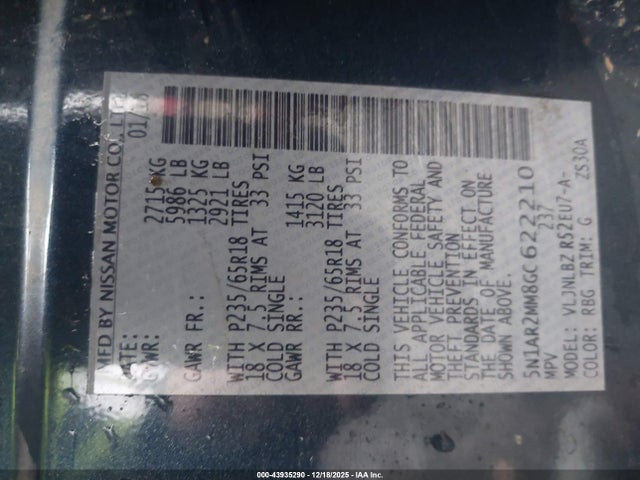 MFD BY NISSAN MOTOR CO.,
DATE: 01/16
GVWR: 2715 KG
5986 LB
GAWR FR.: 1325 KG
2921 LB
WITH P235/65R18 TIRES
18 X 7.5 RIMS AT 33 PSI
COLD SINGLE
GAWR RR.: 1415 KG
3120 LB
WITH P235/65R18 TIRES
18 X 7.5 RIMS AT 33 PSI
COLD SINGLE
THIS VEHICLE CONFORMS TO
ALL APPLICABLE FEDERAL
MOTOR VEHICLE SAFETY AND
THEFT PREVENTION
STANDARDS IN EFFECT ON
THE DATE OF MANUFACTURE
SHOWN ABOVE.
5N1AR2MM8GC622210
MPV 237
MODEL: VLJNLBZ R52EU7-A-
COLOR: RBG TRIM: G ZS30A
000-43935290 - 12/18/2025 - IAA Inc.